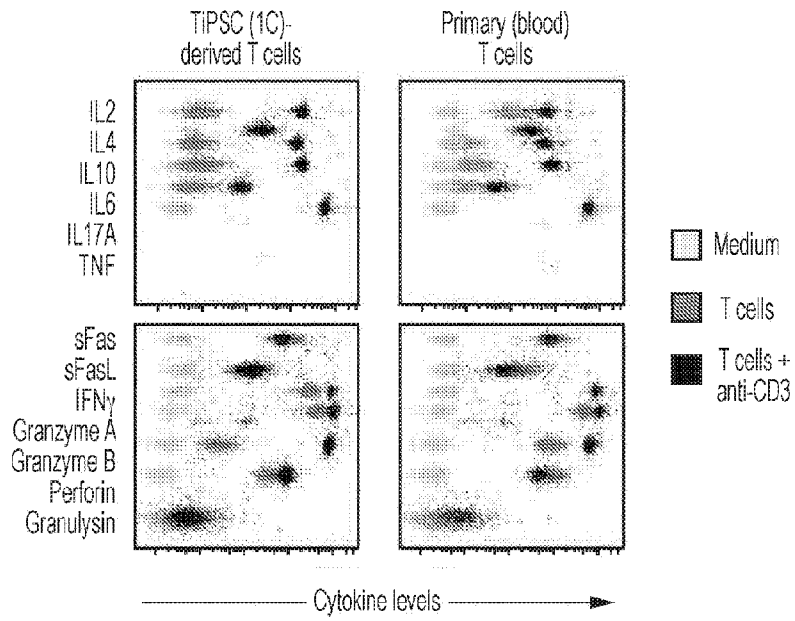 TiPSC (1C)-
derived T cells
Primary (blood)
T cells
IL2
IL4
IL10
IL6
IL17A
TNF
Medium
T cells
T cells +
anti-CD3
sFas
sFasL
IFNγ
Granzyme A
Granzyme B
Perforin
Granulysin
Cytokine levels